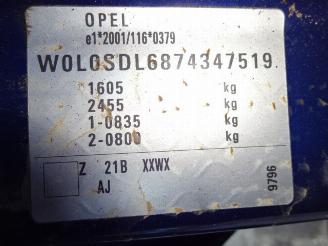 OPEL
e1*2001/116*0379
W0L0SDL6874347519
1605 kg
2455 kg
1-0835 kg
2-0800 kg
Z 21B XXWX
AJ
9796